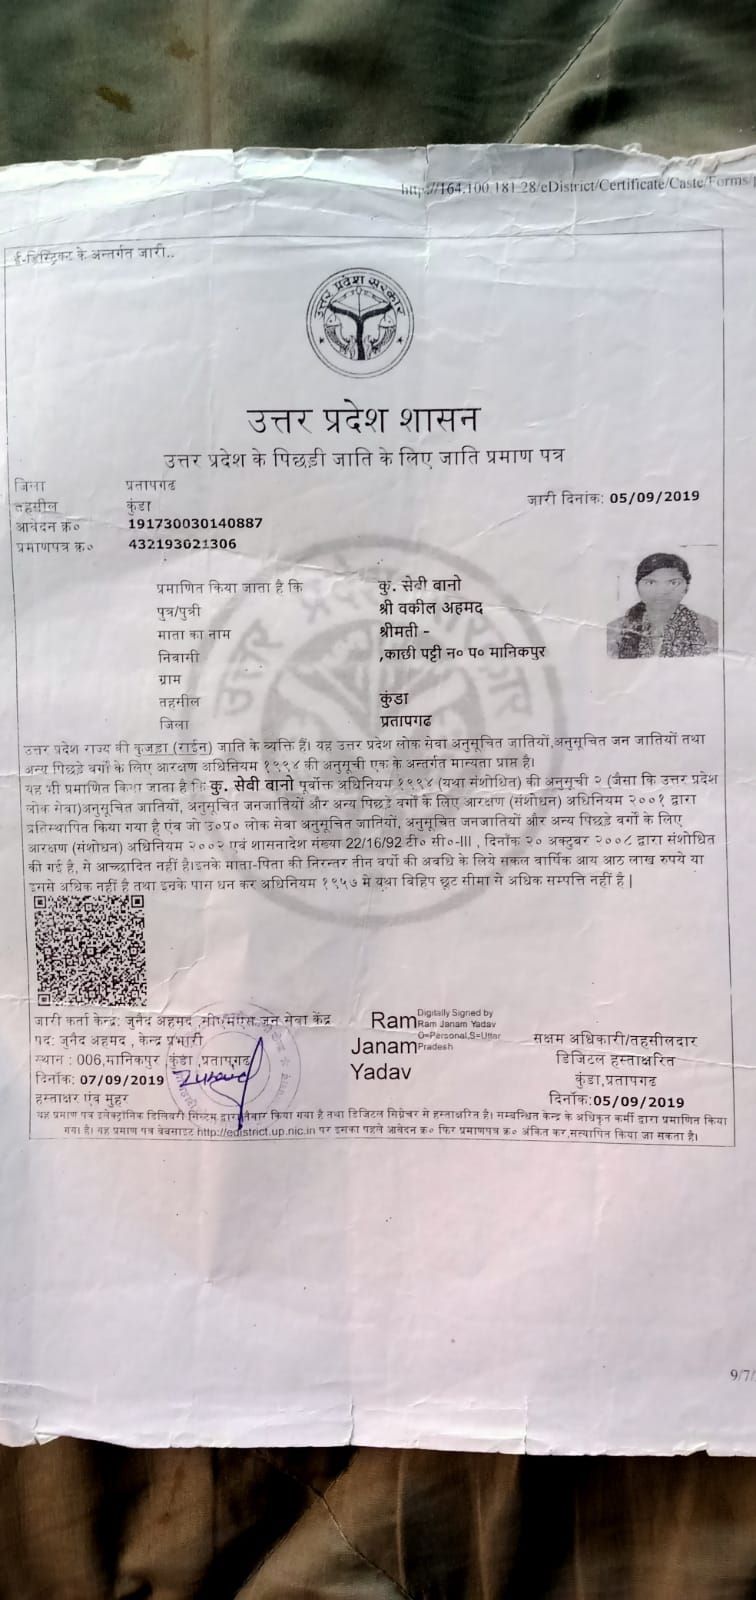 http://164.100.181.28/eDistrict/Certificate/Caste/Forms/
ई-डिस्ट्रिक्ट के अन्तर्गत जारी..
उत्तर प्रदेश सरकार
उत्तर प्रदेश शासन
उत्तर प्रदेश के पिछड़ी जाति के लिए जाति प्रमाण पत्र
जिला प्रतापगढ
तहसील कुंडा
जारी दिनांक: 05/09/2019
आवेदन क्र० 191730030140887
प्रमाणपत्र क्र० 432193021306
प्रमाणित किया जाता है कि कु. सेबी बानो
पुत्र/पुत्री श्री वकील अहमद
माता का नाम श्रीमती -
निवासी ,काछी पट्टी न० प० मानिकपुर
ग्राम
तहसील कुंडा
जिला प्रतापगढ
उत्तर प्रदेश राज्य की कुजड़ा (राईन) जाति के व्यक्ति हैं। यह उत्तर प्रदेश लोक सेवा अनुसूचित जातियों,अनुसूचित जन जातियों तथा
अन्य पिछड़े वर्गों के लिए आरक्षण अधिनियम १९९४ की अनुसूची एक के अन्तर्गत मान्यता प्राप्त है।
यह भी प्रमाणित किया जाता है कि कु. सेबी बानो पूर्वोक्त अधिनियम १९९४ (यथा संशोधित) की अनुसूची २ (जैसा कि उत्तर प्रदेश
लोक सेवा)अनुसूचित जातियों, अनुसूचित जनजातियों और अन्य पिछड़े वर्गों के लिए आरक्षण (संशोधन) अधिनियम २००१ द्वारा
प्रतिस्थापित किया गया है एंव जो उ०प्र० लोक सेवा अनुसूचित जातियों, अनुसूचित जनजातियों और अन्य पिछड़े वर्गों के लिए
आरक्षण (संशोधन) अधिनियम २००२ एवं शासनादेश संख्या 22/16/92 टी० सी०-III , दिनाँक २० अक्टुबर २००८ द्वारा संशोधित
की गई है, से आच्छादित नहीं है।इनके माता-पिता की निरन्तर तीन वर्षो की अवधि के लिये सकल वार्षिक आय आठ लाख रुपये या
इससे अधिक नहीं है तथा इनके पास धन कर अधिनियम १९५७ मे यथा विहिप छूट सीमा से अधिक सम्पत्ति नहीं है |
जारी कर्ता केन्द्र: जुनैद अहमद ,सीएमएस जन सेवा केंद्र
पद: जुनैद अहमद , केन्द्र प्रभारी
स्थान : 006,मानिकपुर कुंडा ,प्रतापगढ
दिनाँक: 07/09/2019
हस्ताक्षर एंव मुहर
Ram
Janam
Yadav
Digitally Signed by
Ram Janam Yadav
O=Personal,S=Uttar
Pradesh
सक्षम अधिकारी/तहसीलदार
डिजिटल हस्ताक्षरित
कुंडा,प्रतापगढ
दिनाँक:05/09/2019
यह प्रमाण पत्र इलेक्ट्रोनिक डिलिवरी सिस्टम द्वारा तैयार किया गया है तथा डिजिटल सिग्नेचर से हस्ताक्षरित है। सम्बन्धित केन्द्र के अधिकृत कर्मी द्वारा प्रमाणित किया
गया है। यह प्रमाण पत्र वेबसाइट http://edistrict.up.nic.in पर इसका पहले आवेदन क्र० फिर प्रमाणपत्र क्र० अंकित कर,सत्यापित किया जा सकता है।
9/7/